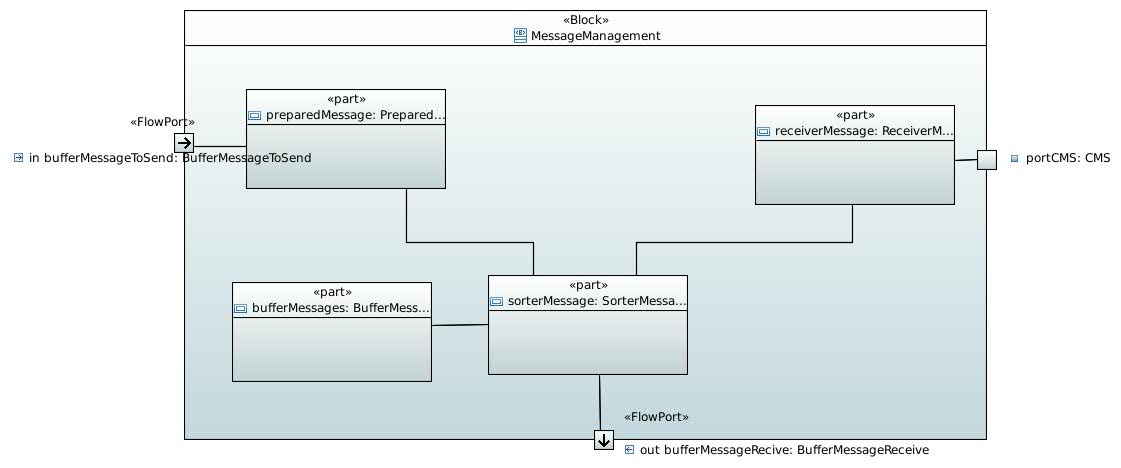 «Block»
MessageManagement
«part»
preparedMessage: Prepared...
«part»
receiverMessage: ReceiverM...
«FlowPort»
in bufferMessageToSend: BufferMessageToSend
portCMS: CMS
«part»
bufferMessages: BufferMess...
«part»
sorterMessage: SorterMessa...
«FlowPort»
out bufferMessageRecive: BufferMessageReceive